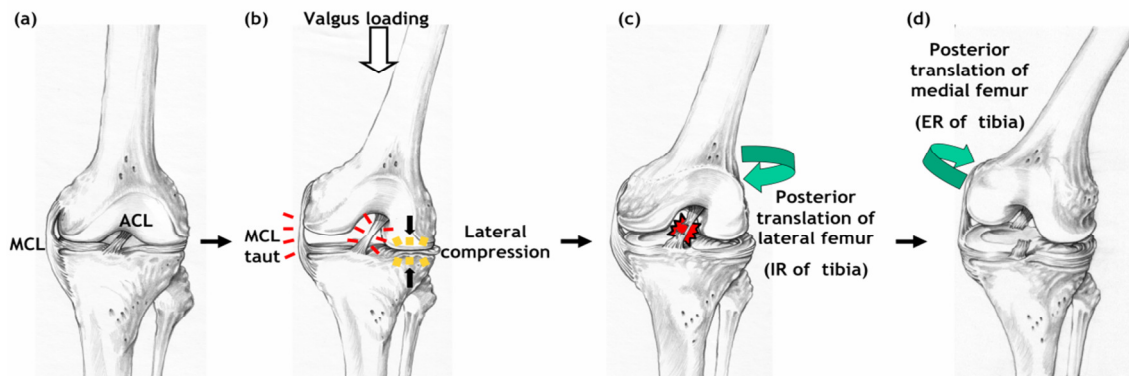 (a)
(b)
Valgus loading
(c)
(d)
Posterior
translation of
medial femur
(ER of tibia)
ACL
MCL
MCL
taut
Lateral
compression
Posterior
translation of
lateral femur
(IR of tibia)